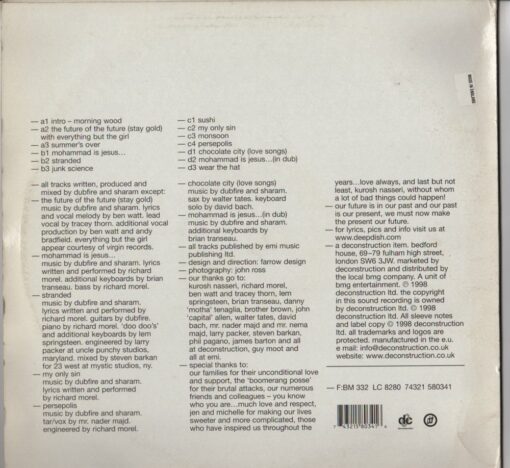 MADE IN ENGLAND
— a1 intro – morning wood
— a2 the future of the future (stay gold)
with everything but the girl
— a3 summer's over
— b1 mohammad is jesus...
— b2 stranded
— b3 junk science
— c1 sushi
— c2 my only sin
— c3 monsoon
— c4 persepolis
— d1 chocolate city (love songs)
— d2 mohammad is jesus...(in dub)
— d3 wear the hat
— all tracks written, produced and
mixed by dubfire and sharam except:
— the future of the future (stay gold)
music by dubfire and sharam. lyrics
and vocal melody by ben watt. lead
vocal by tracey thorn. additional vocal
production by ben watt and andy
bradfield. everything but the girl
appear courtesy of virgin records.
— mohammad is jesus...
music by dubfire and sharam. lyrics
written and performed by richard
morel. additional keyboards by brian
transeau. bass by richard morel.
— stranded
music by dubfire and sharam.
lyrics written and performed by
richard morel. guitars by dubfire.
piano by richard morel. 'doo doo's'
and additional keyboards by lem
springsteen. engineered by larry
packer at uncle punchy studios,
maryland. mixed by steven barkan
for 23 west at mystic studios, ny.
— my only sin
music by dubfire and sharam.
lyrics written and performed
by richard morel.
— persepolis
music by dubfire and sharam.
tar/vox by mr. nader majd.
engineered by richard morel.
— chocolate city (love songs)
music by dubfire and sharam.
sax by walter tates. keyboard
solo by david bach.
— mohammad is jesus...(in dub)
music by dubfire and sharam.
additional keyboards by
brian transeau.
— all tracks published by emi music
publishing ltd.
— design and direction: farrow design
— photography: john ross
— our thanks go to:
kurosh nasseri, richard morel,
ben watt and tracey thorn, lem
springsteen, brian transeau, danny
'motha' tenaglia, brother brown, john
'capital' allen, walter tates, david
bach, mr. nader majd and mr. nema
majd, larry packer, steven barkan,
phil pagano, james barton and all
at deconstruction, guy moot and
all at emi.
— special thanks to:
our families for their unconditional love
and support, the 'boomerang posse'
for their brutal attacks, our numerous
friends and colleagues – you know
who you are...much love and respect,
jen and michelle for making our lives
sweeter and more complicated, those
who have inspired us throughout the
years...love always, and last but not
least, kurosh nasseri, without whom
a lot of bad things could happen!
— our future is in our past and our past
is our present, we must now make
the present our future.
— for lyrics, pics and info visit us at
www.deepdish.com
— a deconstruction item. bedford
house, 69–79 fulham high street,
london SW6 3JW. marketed by
deconstruction and distributed by
the local bmg company. A unit of
bmg entertainment. ℗ 1998
deconstruction ltd. the copyright
in this sound recording is owned
by deconstruction ltd. © 1998
deconstruction ltd. All sleeve notes
and label copy © 1998 deconstruction
ltd. all trademarks and logos are
protected. manufactured in the e.u.
e mail: info@deconstruction.co.uk
website: www.deconstruction.co.uk
— F:BM 332 LC 8280 74321 580341
7 43215 80341 4
dc